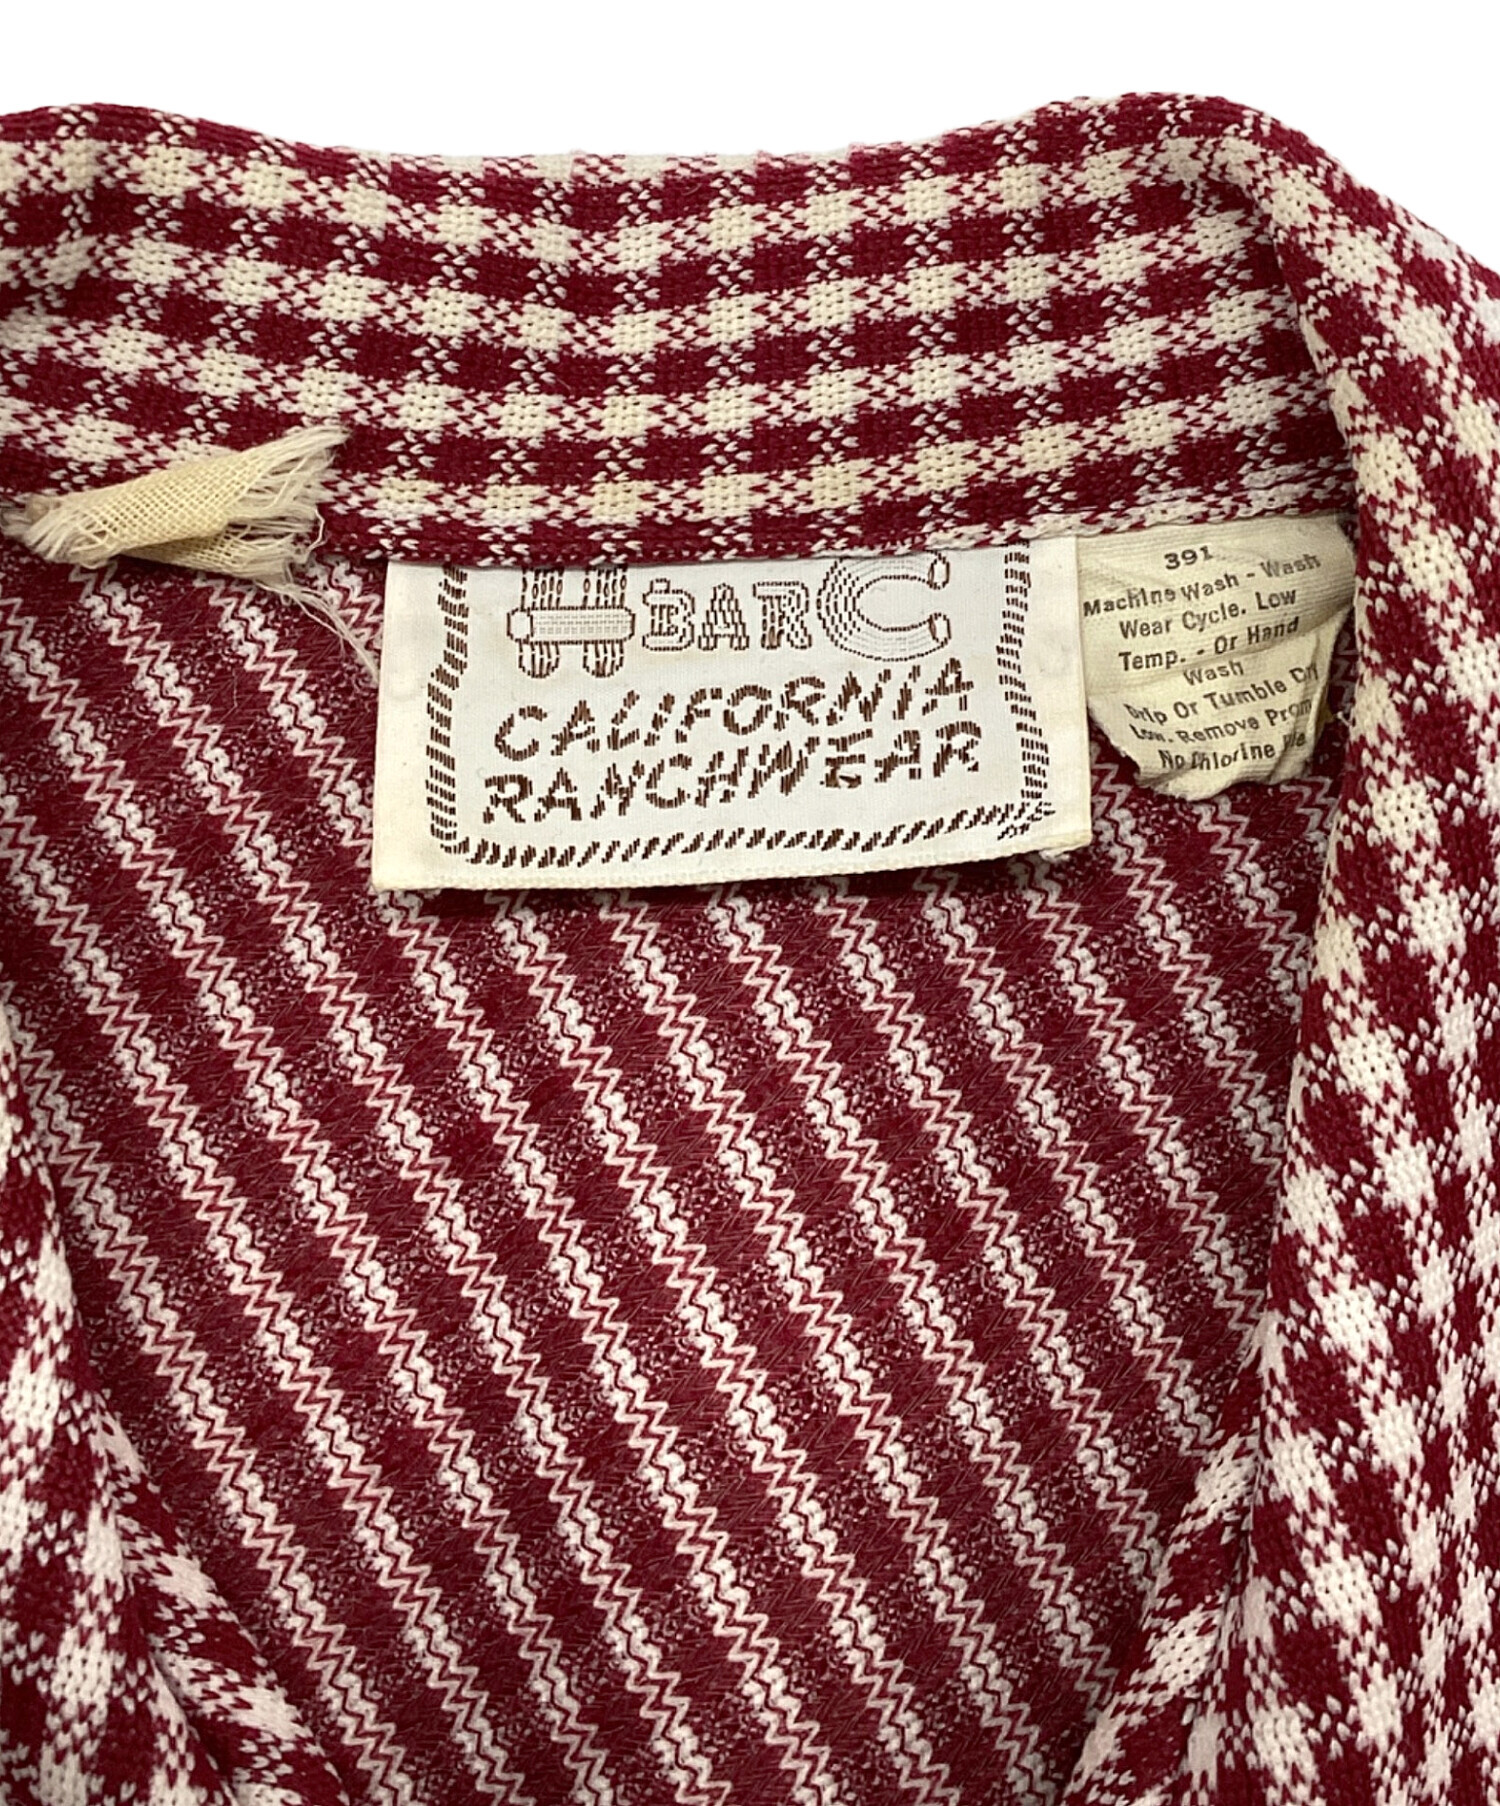 H BAR C
CALIFORNIA
RANCHWEAR
391
Machine Wash - Wash
Wear Cycle. Low
Temp. - Or Hand
Wash
Drip Or Tumble Dry
Low. Remove
No Chlorine